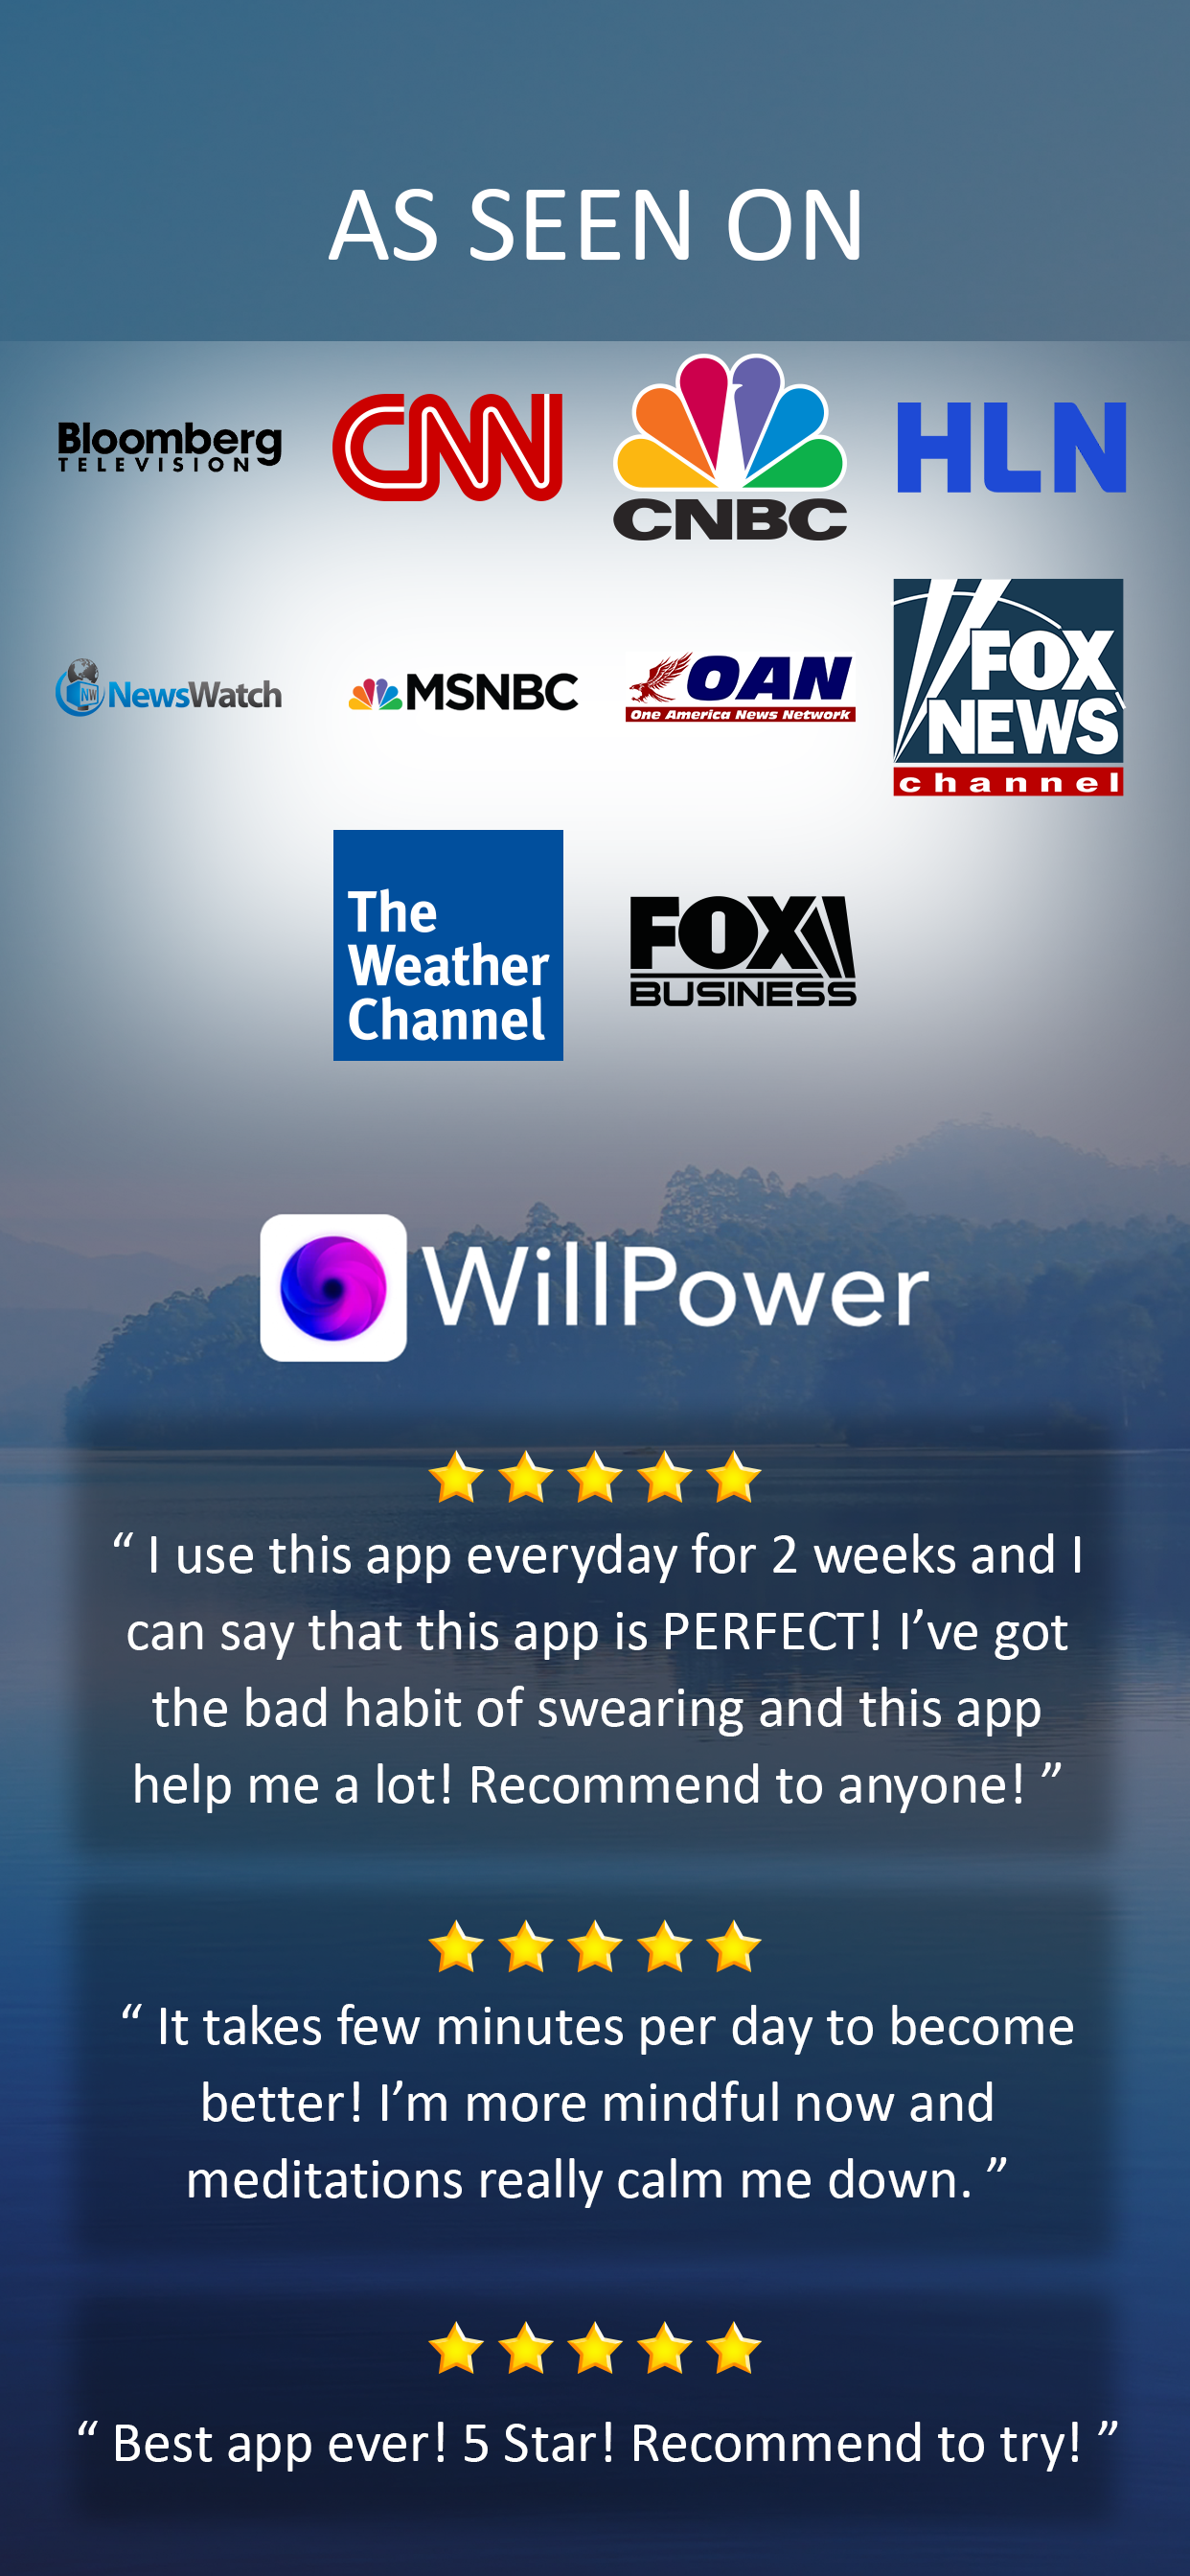 AS SEEN ON
Bloomberg
TELEVISION
CNN
CNBC
HLN
NW NewsWatch
MSNBC
OAN
One America News Network
FOX
NEWS
channel
The
Weather
Channel
FOX
BUSINESS
WillPower
“ I use this app everyday for 2 weeks and I
can say that this app is PERFECT! I’ve got
the bad habit of swearing and this app
help me a lot! Recommend to anyone! ”
“ It takes few minutes per day to become
better! I’m more mindful now and
meditations really calm me down. ”
“ Best app ever! 5 Star! Recommend to try! ”